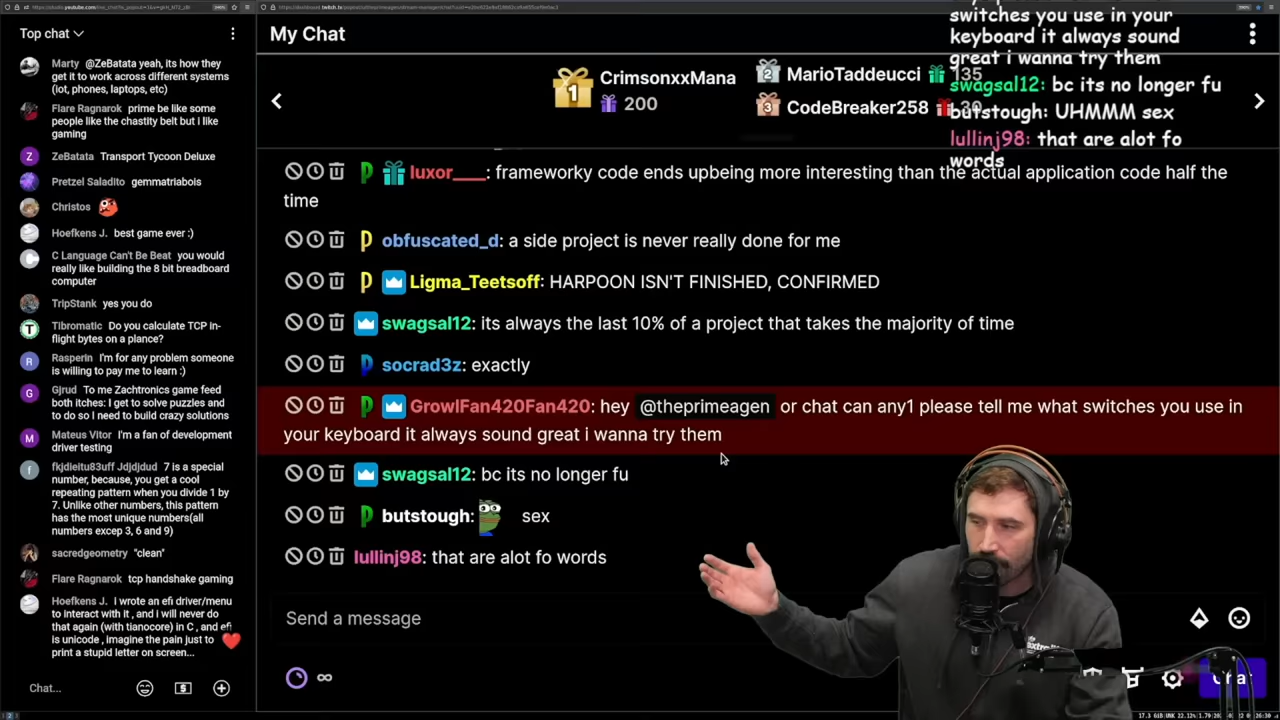 Top chat
Marty @ZeBatata yeah, its how they
get it to work across different systems
(iot, phones, laptops, etc)
Flare Ragnarok prime be like some
people like the chastity belt but i like
gaming
Z ZeBatata Transport Tycoon Deluxe
Pretzel Saladito gemmatriabois
Christos
Hoefkens J. best game ever :)
C Language Can't Be Beat you would
really like building the 8 bit breadboard
computer
TripStank yes you do
T Tibromatic Do you calculate TCP in-
flight bytes on a plance?
R Rasperin I'm for any problem someone
is willing to pay me to learn :)
G Gjrud To me Zachtronics game feed
both itches: I get to solve puzzles and
to do so I need to build crazy solutions
M Mateus Vitor I'm a fan of development
driver testing
f fkjdieitu83uff Jdjdjdud 7 is a special
number, because, you get a cool
repeating pattern when you divide 1 by
7. Unlike other numbers, this pattern
has the most unique numbers(all
numbers excep 3, 6 and 9)
sacredgeometry "clean"
Flare Ragnarok tcp handshake gaming
Hoefkens J. I wrote an efi driver/menu
to interact with it , and i will never do
that again (with tianocore) in C , and efi
is unicode , imagine the pain just to
print a stupid letter on screen...
Chat...
My Chat
1 CrimsonxxMana
200
2 MarioTaddeucci 135
3 CodeBreaker258 30
luxor___: frameworky code ends upbeing more interesting than the actual application code half the
time
obfuscated_d: a side project is never really done for me
Ligma_Teetsoff: HARPOON ISN'T FINISHED, CONFIRMED
swagsal12: its always the last 10% of a project that takes the majority of time
socrad3z: exactly
GrowlFan420Fan420: hey @theprimeagen or chat can any1 please tell me what switches you use in
your keyboard it always sound great i wanna try them
swagsal12: bc its no longer fu
butstough: sex
lullinj98: that are alot fo words
Send a message
∞
Chat
switches you use in your
keyboard it always sound
great i wanna try them
swagsal12: bc its no longer fu
butstough: UHMMM sex
lullinj98: that are alot fo
words